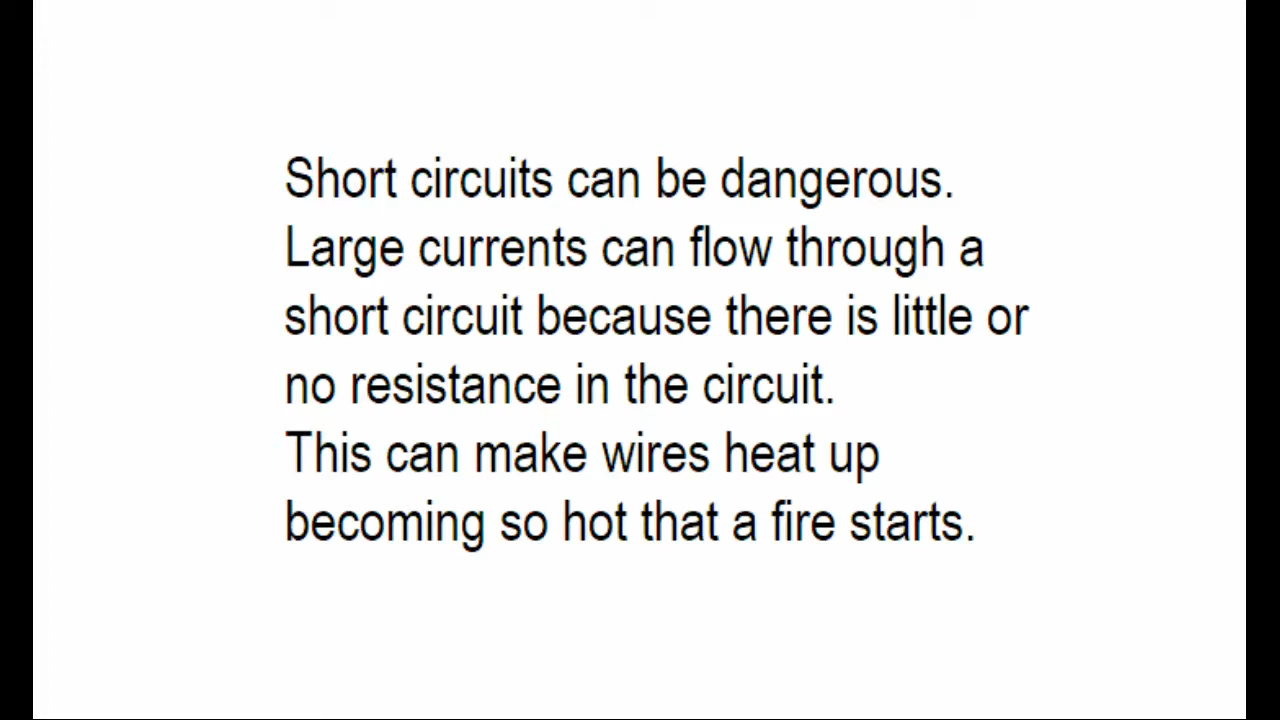 Short circuits can be dangerous.
Large currents can flow through a
short circuit because there is little or
no resistance in the circuit.
This can make wires heat up
becoming so hot that a fire starts.